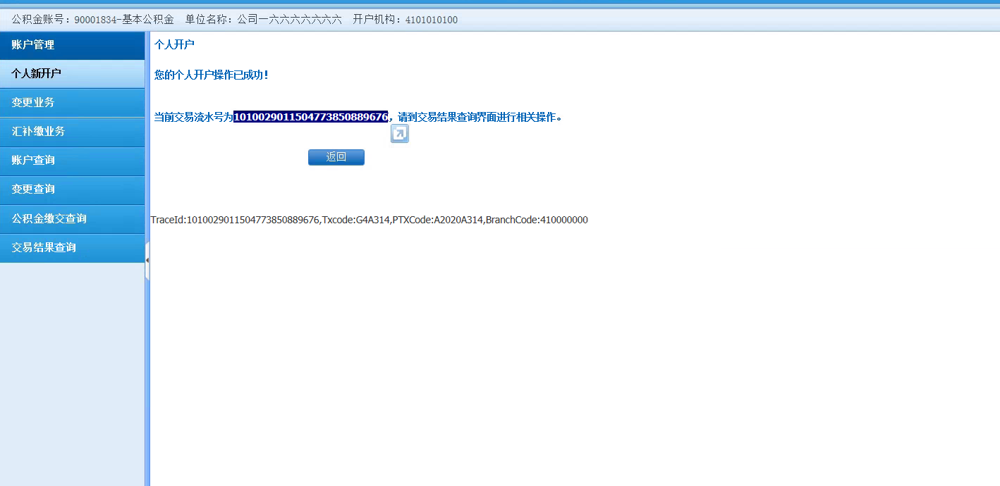 公积金账号：90001834-基本公积金 单位名称：公司一六六六六六六六 开户机构：4101010100
账户管理
个人新开户
变更业务
汇补缴业务
账户查询
变更查询
公积金缴交查询
交易结果查询
个人开户
您的个人开户操作已成功！
当前交易流水号为1010029011504773850889676，请到交易结果查询界面进行相关操作。
返回
TraceId:1010029011504773850889676,Txcode:G4A314,PTXCode:A2020A314,BranchCode:410000000